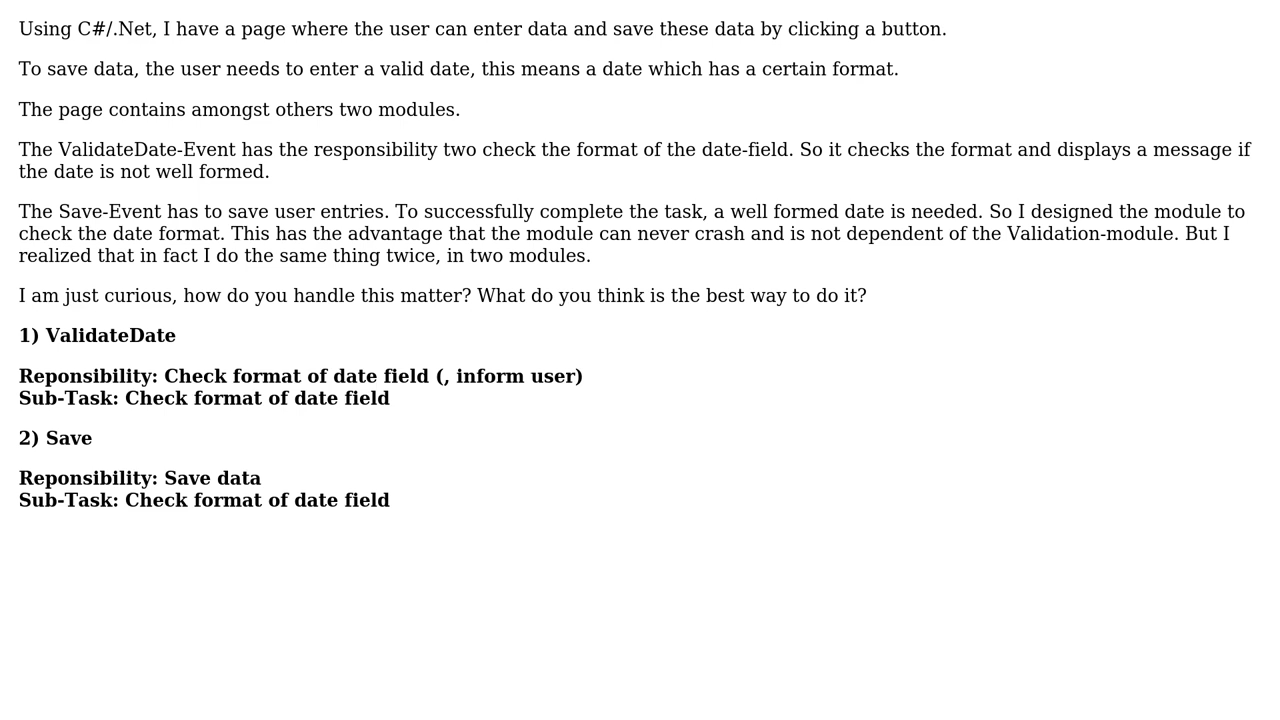 Using C#/.Net, I have a page where the user can enter data and save these data by clicking a button.
To save data, the user needs to enter a valid date, this means a date which has a certain format.
The page contains amongst others two modules.
The ValidateDate-Event has the responsibility two check the format of the date-field. So it checks the format and displays a message if
the date is not well formed.
The Save-Event has to save user entries. To successfully complete the task, a well formed date is needed. So I designed the module to
check the date format. This has the advantage that the module can never crash and is not dependent of the Validation-module. But I
realized that in fact I do the same thing twice, in two modules.
I am just curious, how do you handle this matter? What do you think is the best way to do it?
1) ValidateDate
Reponsibility: Check format of date field (, inform user)
Sub-Task: Check format of date field
2) Save
Reponsibility: Save data
Sub-Task: Check format of date field